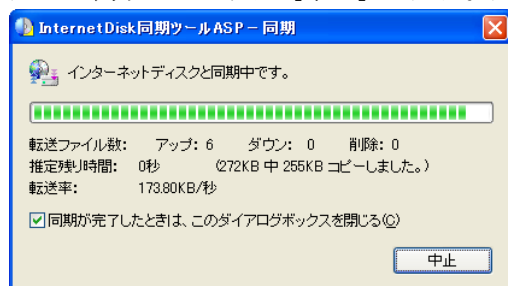 InternetDisk同期ツールASP－同期
インターネットディスクと同期中です。
転送ファイル数: アップ: 6 ダウン: 0 削除: 0
推定残り時間: 0秒 (272KB 中 255KB コピーしました。)
転送率: 173.80KB/秒
同期が完了したときは、このダイアログボックスを閉じる(C)
中止